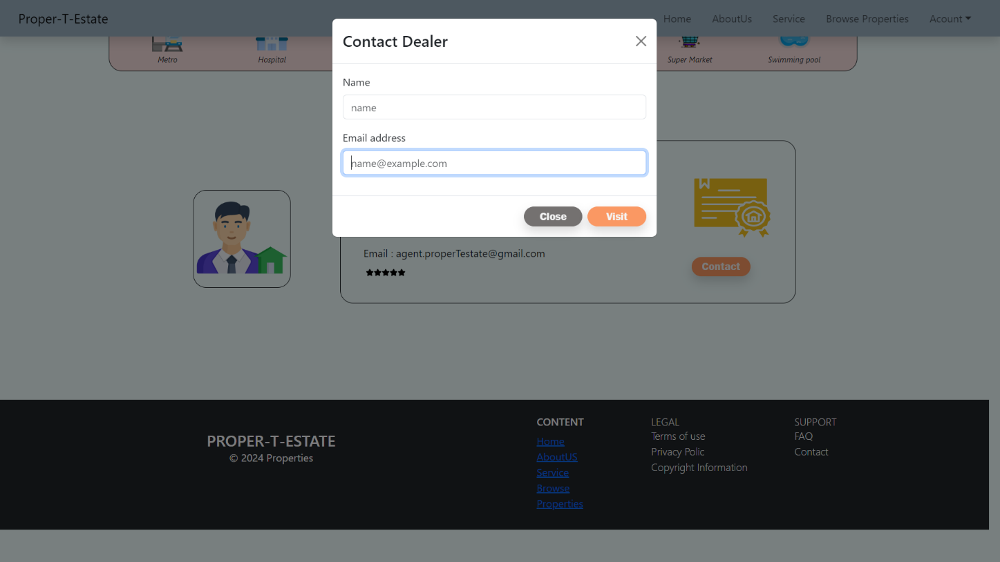 Proper-T-Estate
Home AboutUs Service Browse Properties Acount
Metro Hospital Super Market Swimming pool
Contact Dealer
Name
name
Email address
name@example.com
Close Visit
Email : agent.properTestate@gmail.com
Contact
PROPER-T-ESTATE
© 2024 Properties
CONTENT
Home
AboutUS
Service
Browse
Properties
LEGAL
Terms of use
Privacy Polic
Copyright Information
SUPPORT
FAQ
Contact